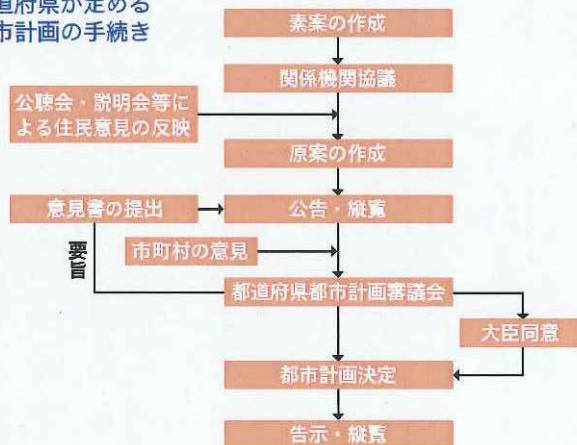 道府県が定める
市計画の手続き
素案の作成
関係機関協議
公聴会・説明会等に
よる住民意見の反映
原案の作成
意見書の提出
公告・縦覧
要旨
市町村の意見
都道府県都市計画審議会
大臣同意
都市計画決定
告示・縦覧